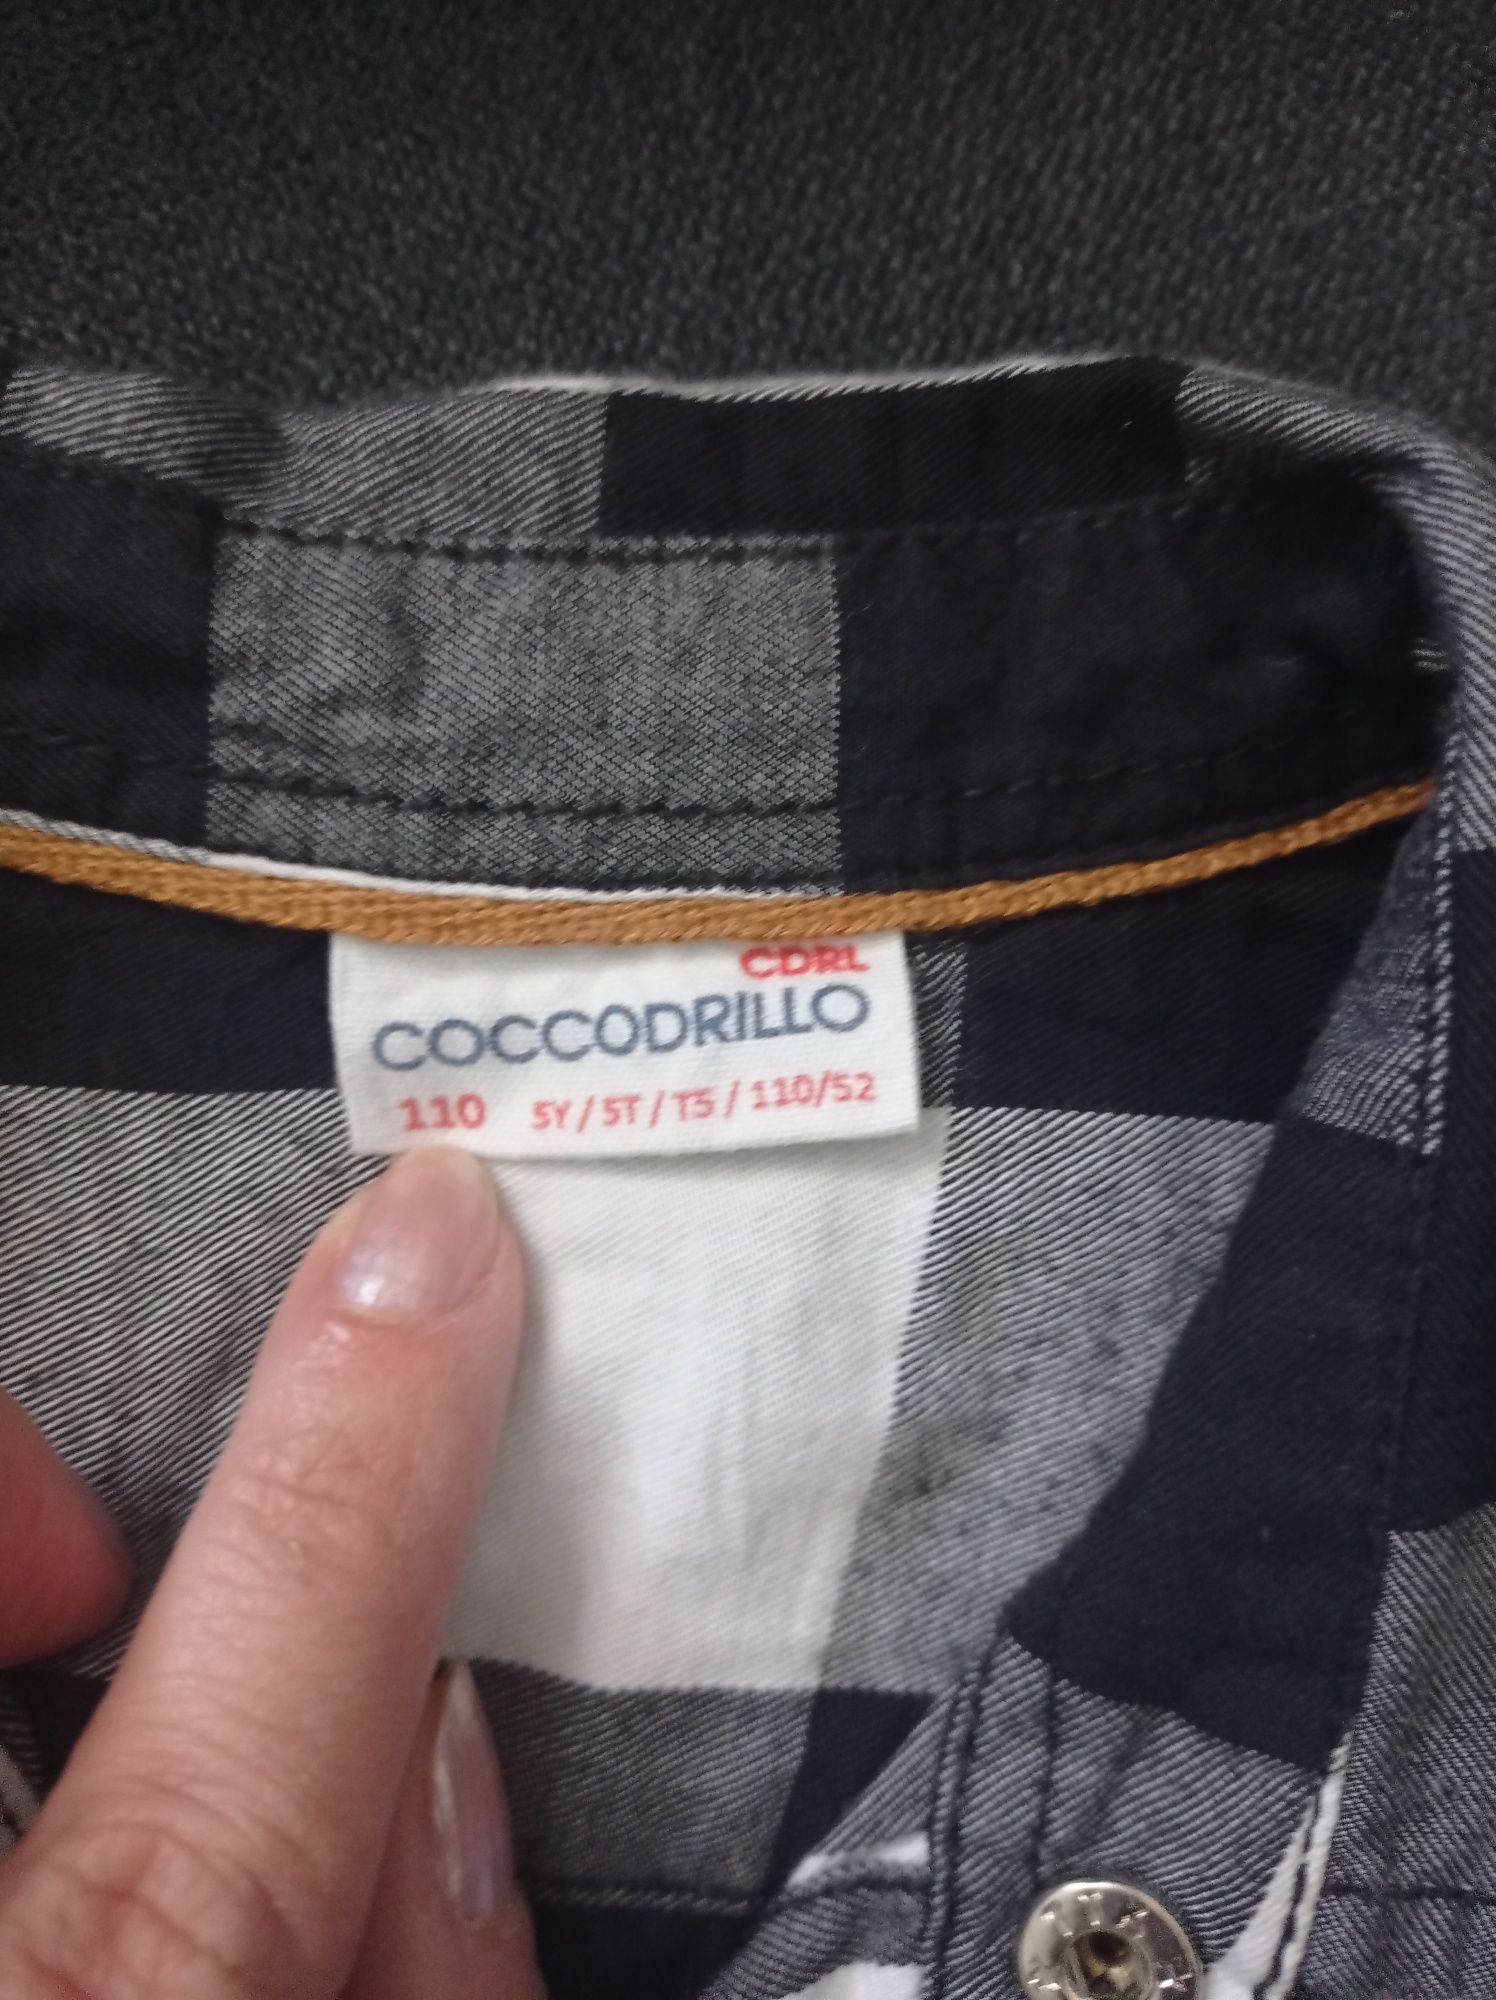 CDRL
COCCODRILLO
110 5Y / 5T / T5 / 110/52